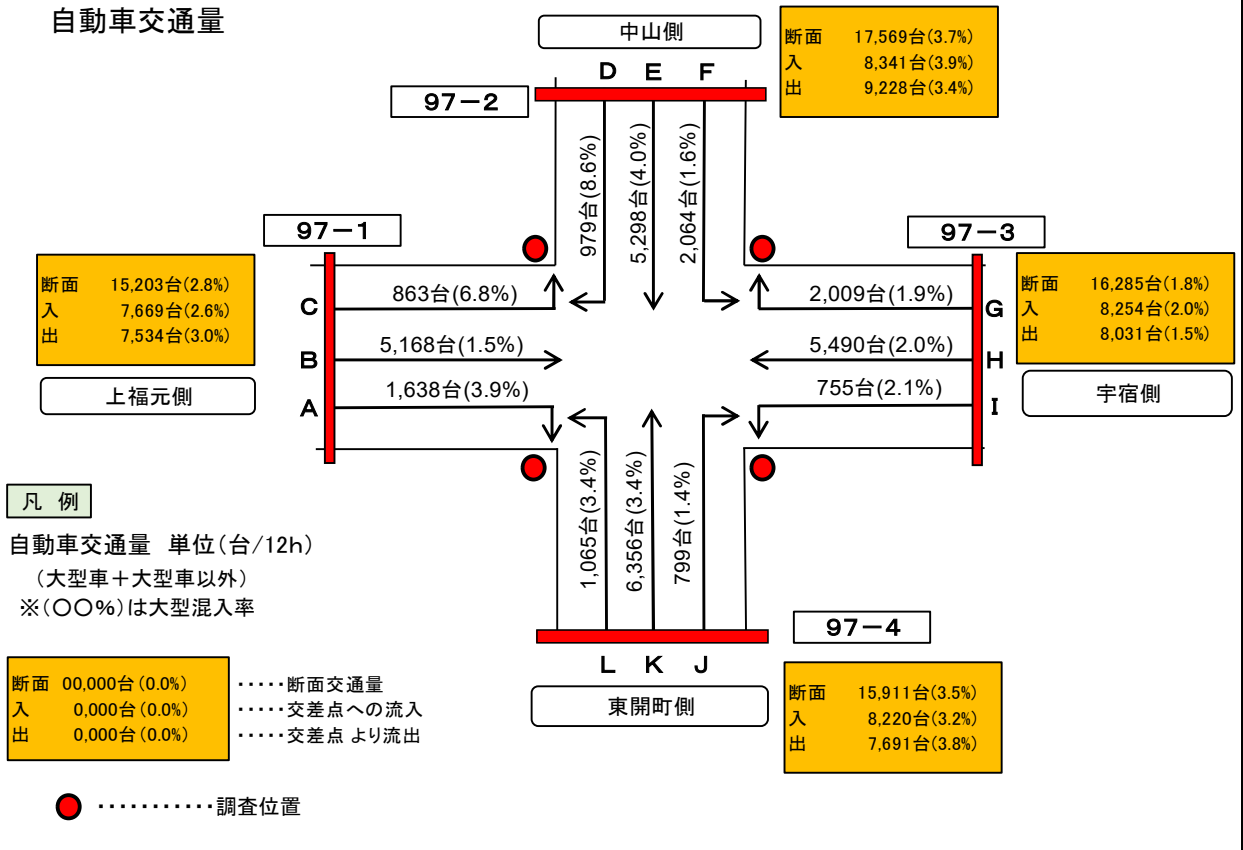 自動車交通量
中山側
断面 17,569台(3.7%)
入 8,341台(3.9%)
出 9,228台(3.4%)
D E F
97－2
979台(8.6%)
5,298台(4.0%)
2,064台(1.6%)
97－1
97－3
断面 15,203台(2.8%)
入 7,669台(2.6%)
出 7,534台(3.0%)
上福元側
C 863台(6.8%)
B 5,168台(1.5%)
A 1,638台(3.9%)
2,009台(1.9%) G
5,490台(2.0%) H
755台(2.1%) I
断面 16,285台(1.8%)
入 8,254台(2.0%)
出 8,031台(1.5%)
宇宿側
1,065台(3.4%)
6,356台(3.4%)
799台(1.4%)
97－4
L K J
東開町側
断面 15,911台(3.5%)
入 8,220台(3.2%)
出 7,691台(3.8%)
凡 例
自動車交通量 単位(台/12h)
(大型車＋大型車以外)
※(〇〇%)は大型混入率
断面 00,000台(0.0%) ‥‥・断面交通量
入 0,000台(0.0%) ‥‥・交差点への流入
出 0,000台(0.0%) ‥‥・交差点 より流出
‥‥‥‥‥・調査位置